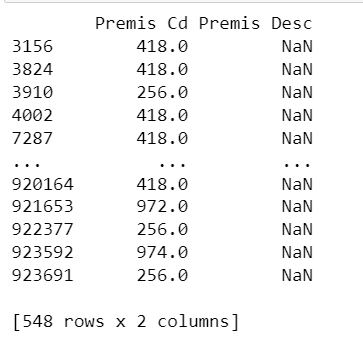 Premis Cd Premis Desc
3156 418.0 NaN
3824 418.0 NaN
3910 256.0 NaN
4002 418.0 NaN
7287 418.0 NaN
... ... ...
920164 418.0 NaN
921653 972.0 NaN
922377 256.0 NaN
923592 974.0 NaN
923691 256.0 NaN
[548 rows x 2 columns]